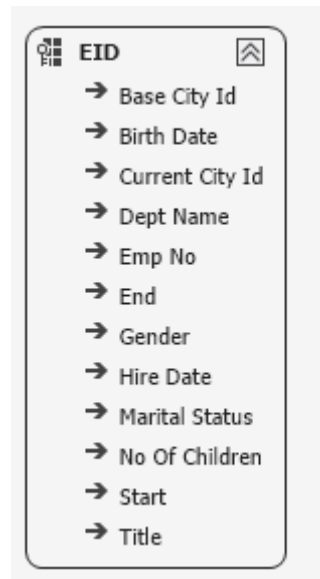 EID
Base City Id
Birth Date
Current City Id
Dept Name
Emp No
End
Gender
Hire Date
Marital Status
No Of Children
Start
Title